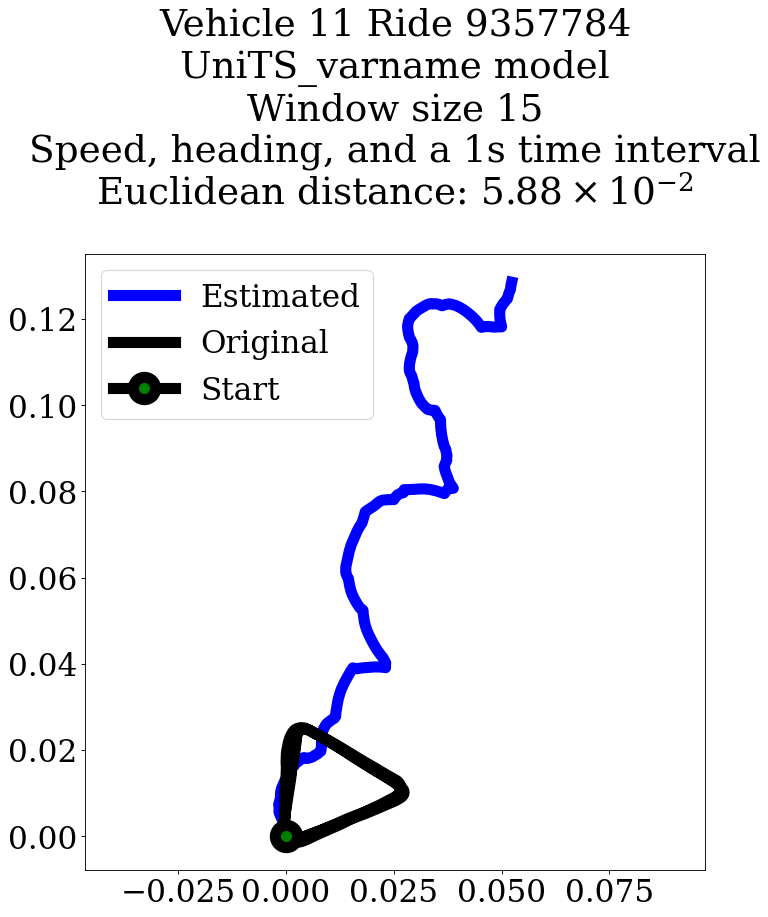 Vehicle 11 Ride 9357784
UniTS_varname model
Window size 15
Speed, heading, and a 1s time interval
Euclidean distance: 5.88 × 10⁻²
Estimated
Original
Start
0.12
0.10
0.08
0.06
0.04
0.02
0.00
−0.025 0.000 0.025 0.050 0.075